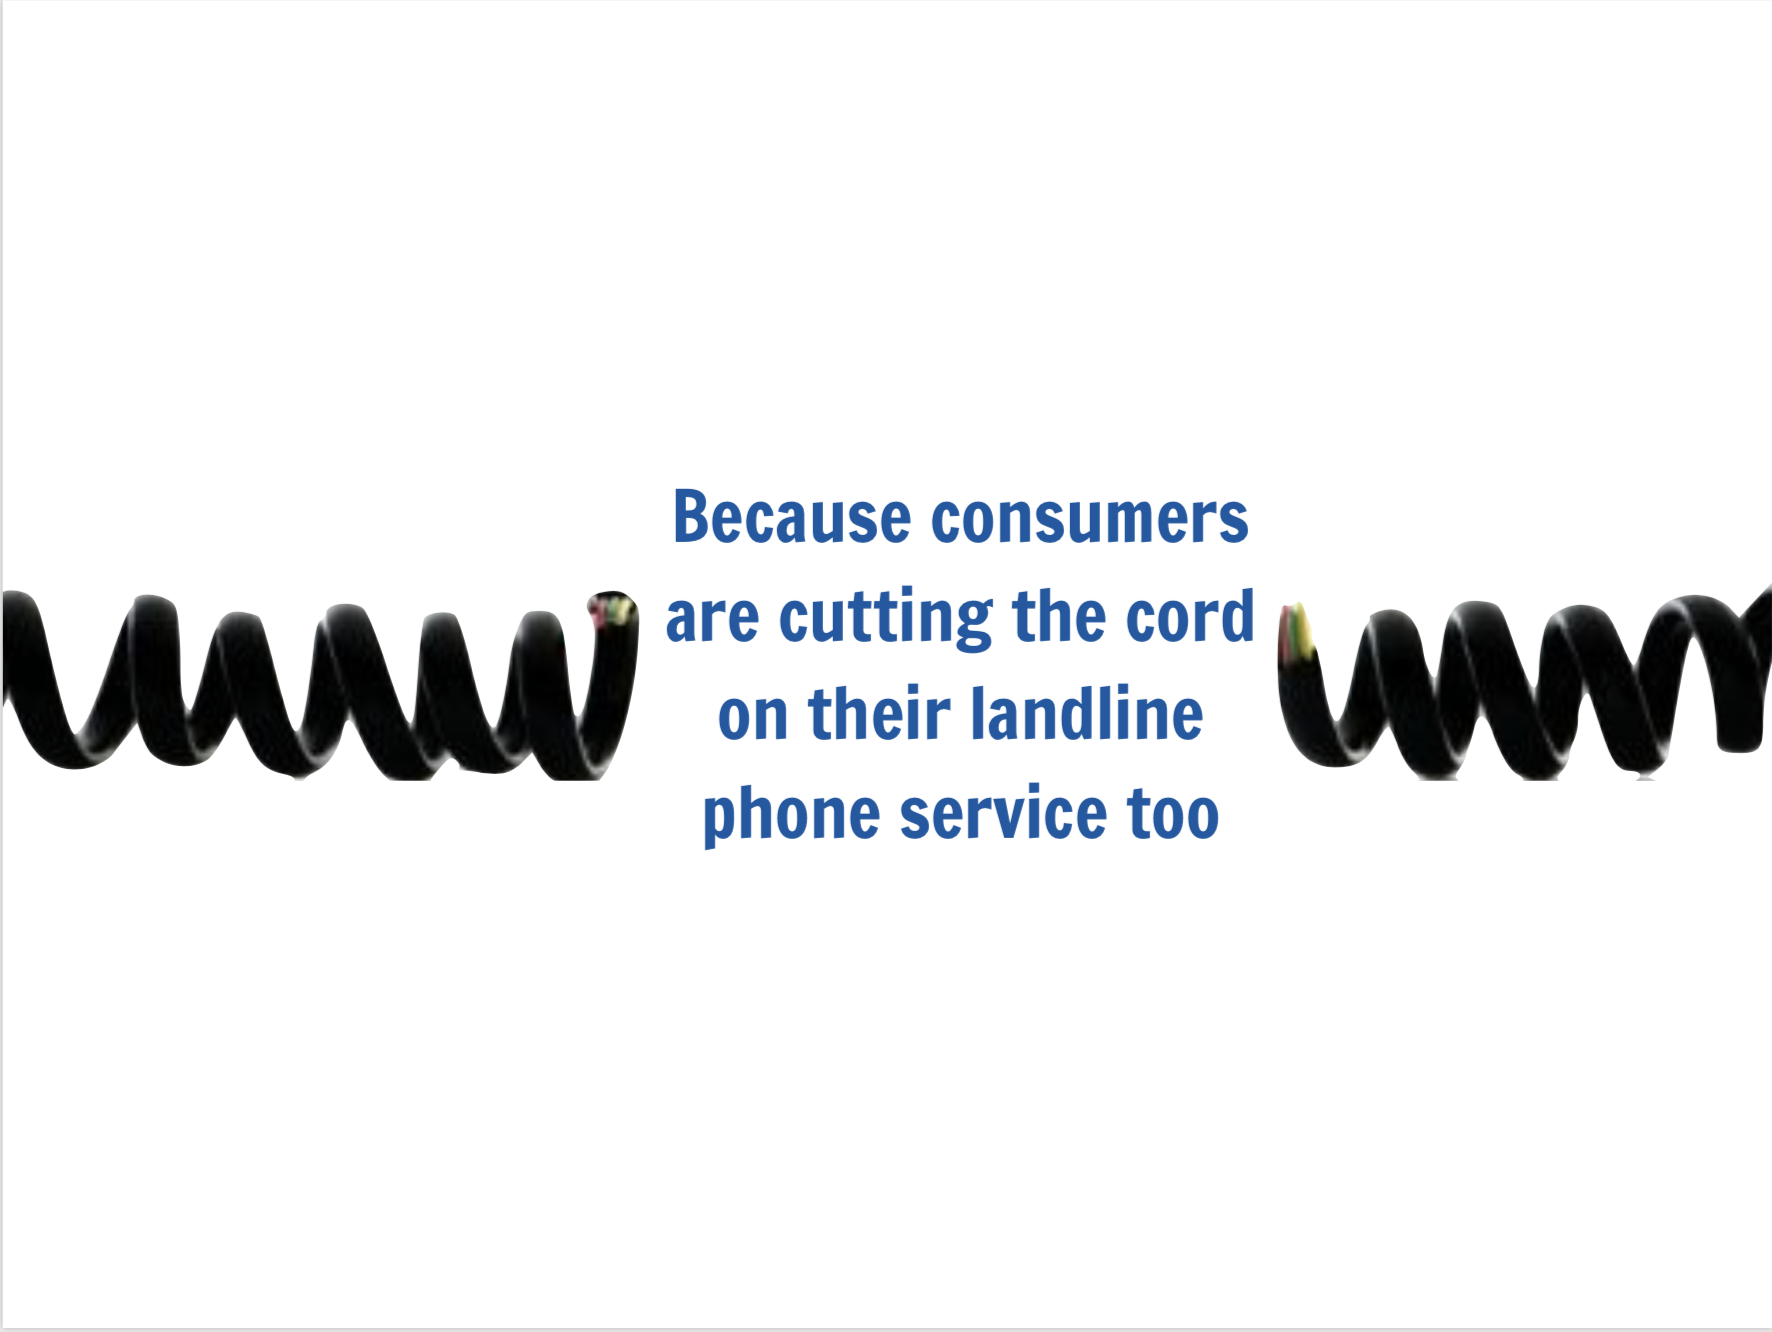 Because consumers
are cutting the cord
on their landline
phone service too